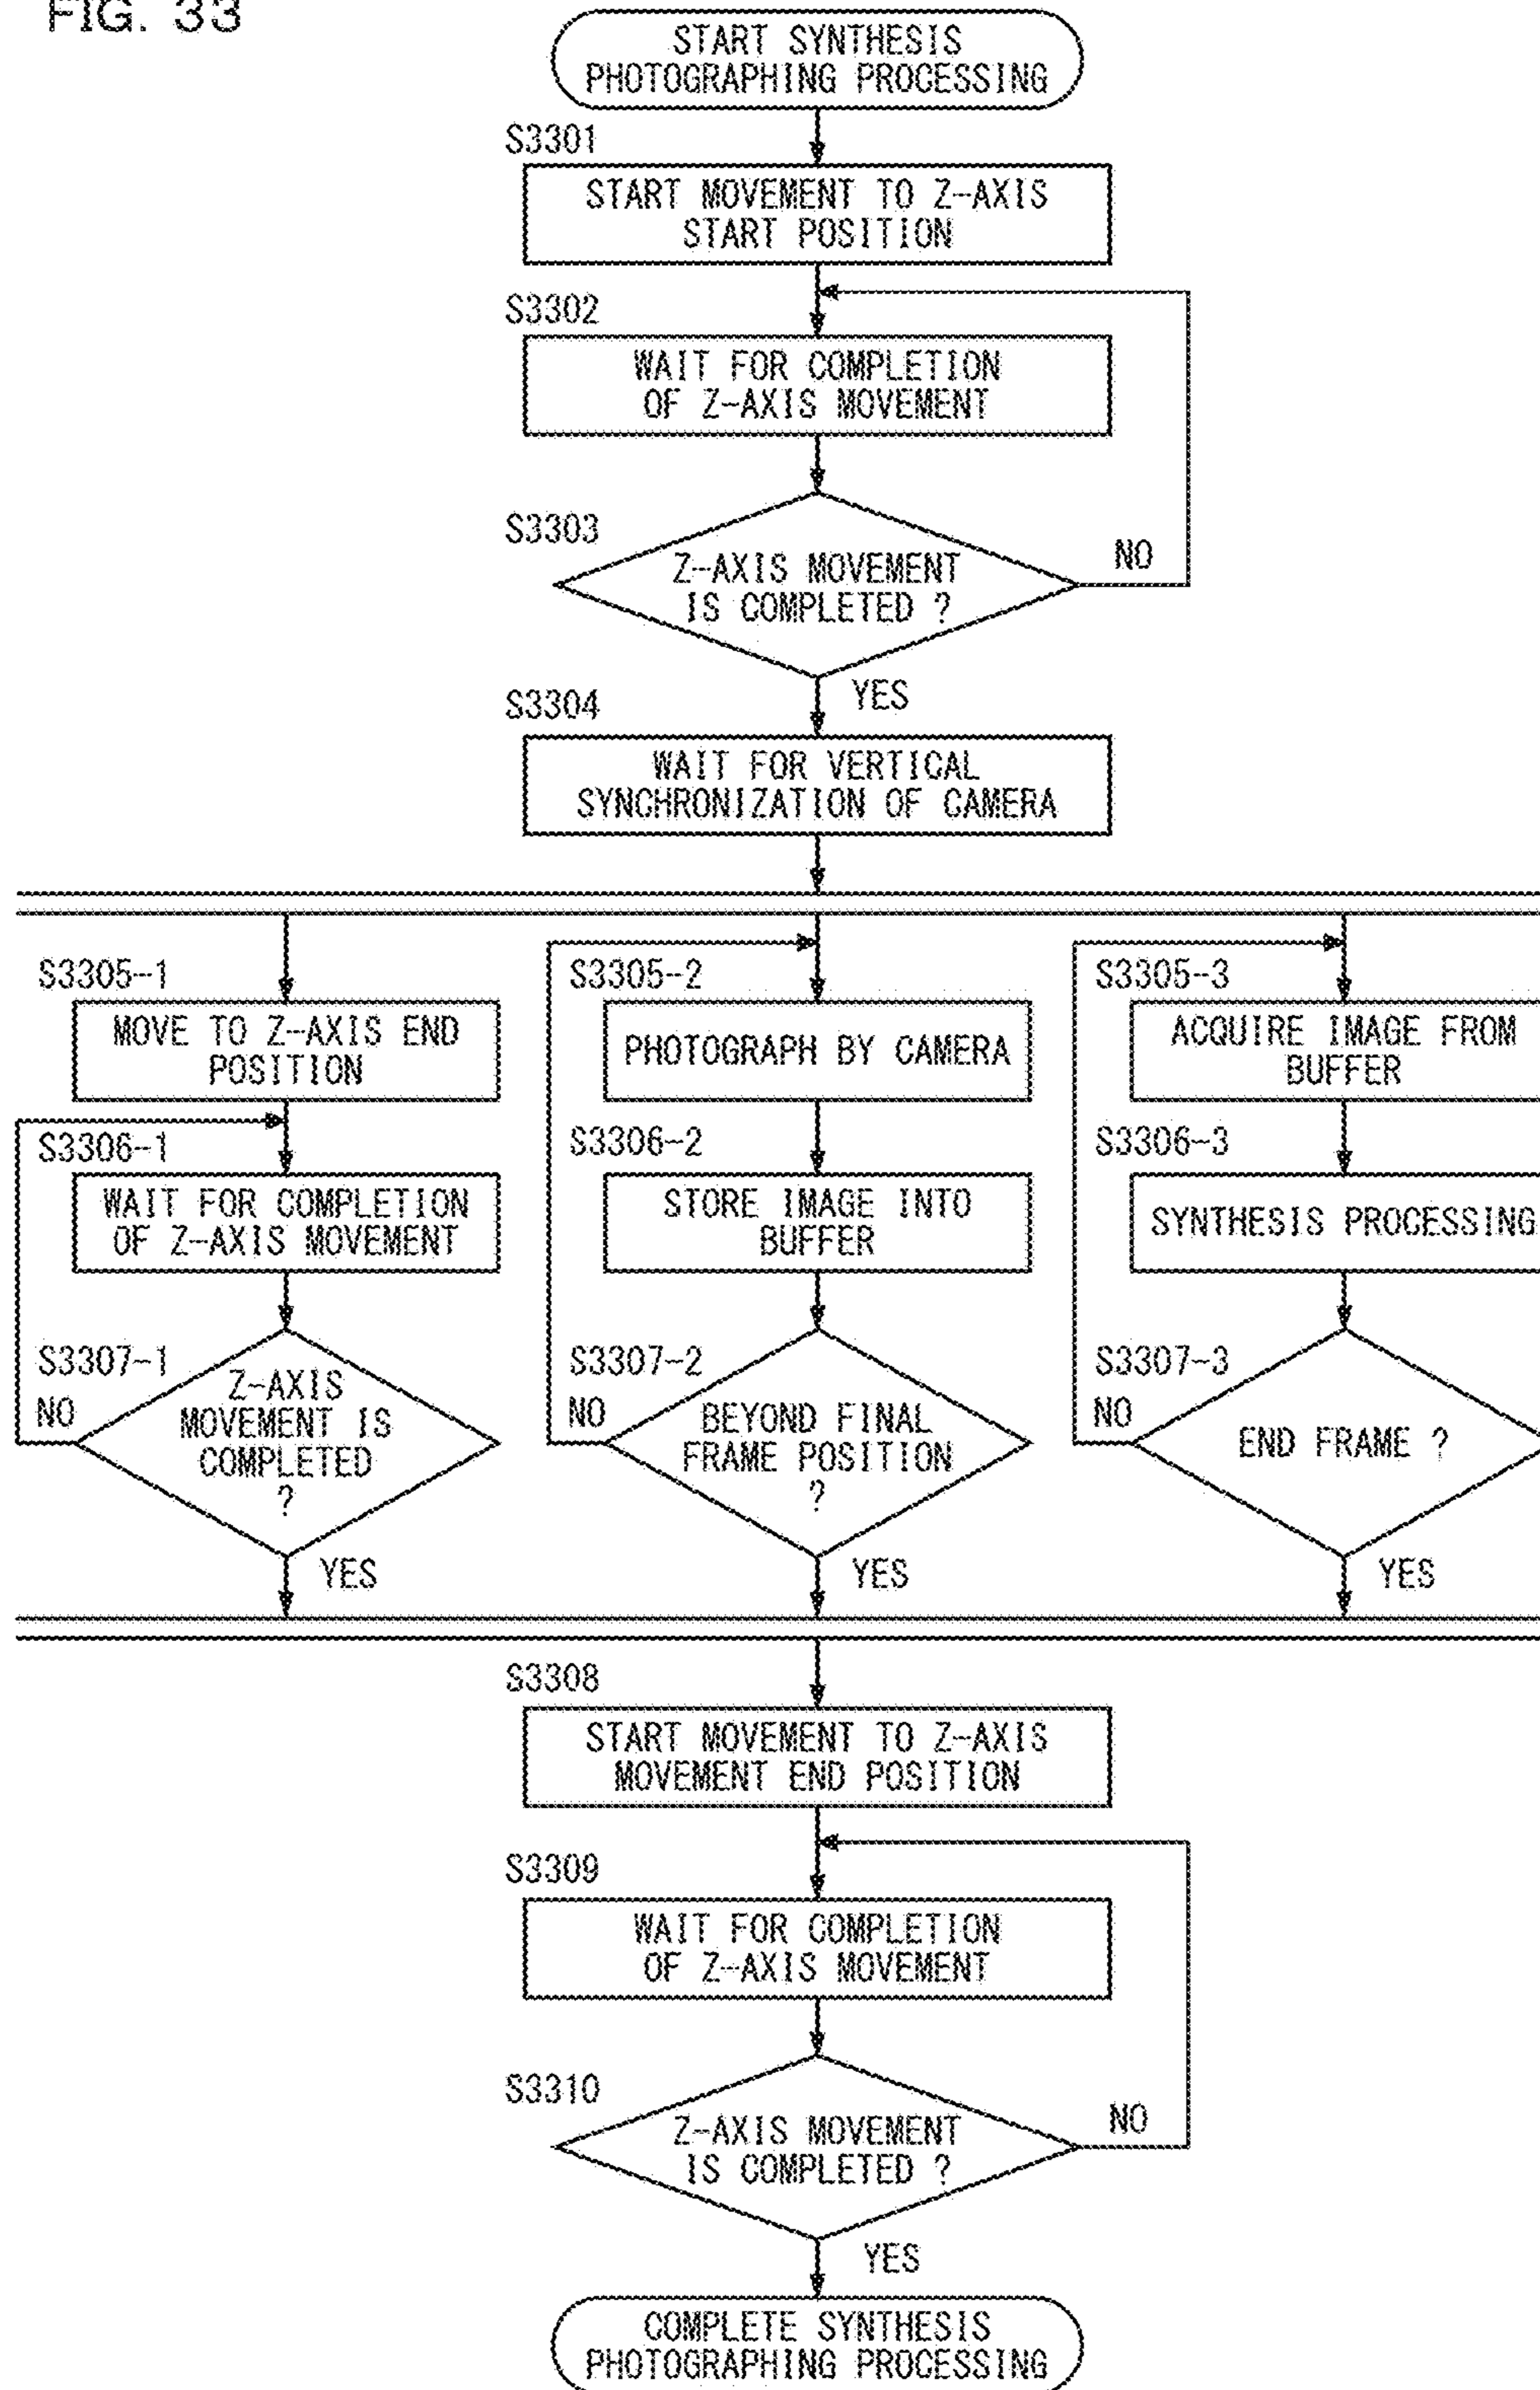 FIG. 33
START SYNTHESIS
PHOTOGRAPHING PROCESSING
S3301
START MOVEMENT TO Z-AXIS
START POSITION
S3302
WAIT FOR COMPLETION
OF Z-AXIS MOVEMENT
S3303
Z-AXIS MOVEMENT
IS COMPLETED ?
NO
YES
S3304
WAIT FOR VERTICAL
SYNCHRONIZATION OF CAMERA
S3305-1
MOVE TO Z-AXIS END
POSITION
S3306-1
WAIT FOR COMPLETION
OF Z-AXIS MOVEMENT
S3307-1
NO
Z-AXIS
MOVEMENT IS
COMPLETED
?
YES
S3305-2
PHOTOGRAPH BY CAMERA
S3306-2
STORE IMAGE INTO
BUFFER
S3307-2
NO
BEYOND FINAL
FRAME POSITION
?
YES
S3305-3
ACQUIRE IMAGE FROM
BUFFER
S3306-3
SYNTHESIS PROCESSING
S3307-3
NO
END FRAME ?
YES
S3308
START MOVEMENT TO Z-AXIS
MOVEMENT END POSITION
S3309
WAIT FOR COMPLETION
OF Z-AXIS MOVEMENT
S3310
Z-AXIS MOVEMENT
IS COMPLETED ?
NO
YES
COMPLETE SYNTHESIS
PHOTOGRAPHING PROCESSING